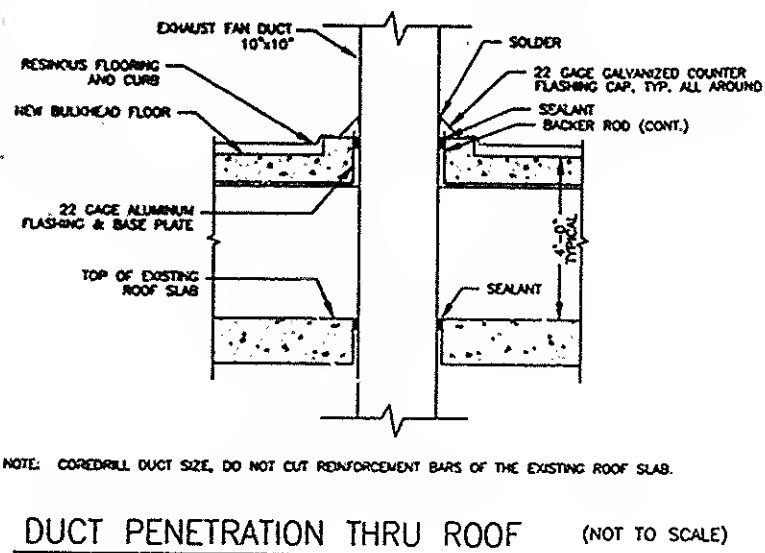 EXHAUST FAN DUCT
10"x10"
RESINOUS FLOORING
AND CURB
NEW BULKHEAD FLOOR
22 GAGE ALUMINUM
FLASHING & BASE PLATE
TOP OF EXISTING
ROOF SLAB
SOLDER
22 GAGE GALVANIZED COUNTER
FLASHING CAP, TYP. ALL AROUND
SEALANT
BACKER ROD (CONT.)
4'-0"
TYPICAL
SEALANT
NOTE: COREDRILL DUCT SIZE, DO NOT CUT REINFORCEMENT BARS OF THE EXISTING ROOF SLAB.
DUCT PENETRATION THRU ROOF (NOT TO SCALE)